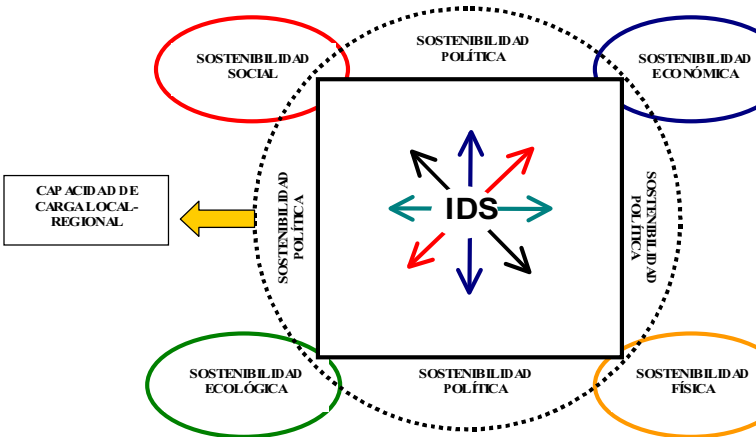 SOSTENIBILIDAD
SOCIAL
SOSTENIBILIDAD
POLÍTICA
SOSTENIBILIDAD
ECONÓMICA
CAPACIDAD DE
CARGA LOCAL-
REGIONAL
SOSTENIBILIDAD
POLÍTICA
IDS
SOSTENIBILIDAD
POLÍTICA
SOSTENIBILIDAD
ECOLÓGICA
SOSTENIBILIDAD
POLÍTICA
SOSTENIBILIDAD
FÍSICA